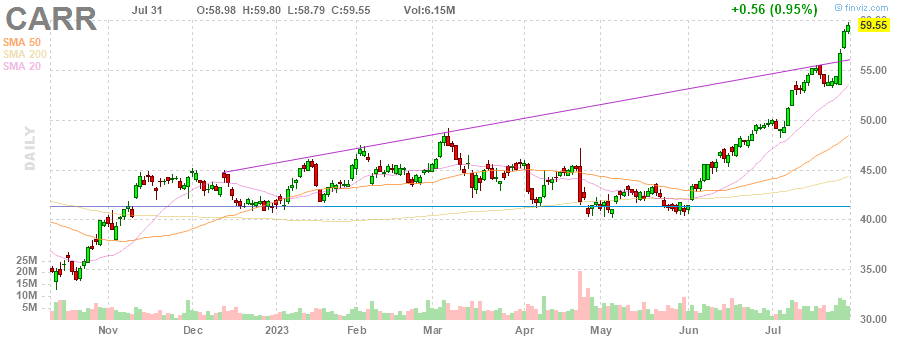 CARR Jul 31 O:58.98 H:59.80 L:58.79 C:59.55 Vol:6.15M +0.56 (0.95%) © finviz.com
SMA 50
SMA 200
SMA 20
DAILY
60.00
59.55
55.00
50.00
45.00
40.00
35.00
30.00
25M
20M
15M
10M
5M
Nov Dec 2023 Feb Mar Apr May Jun Jul